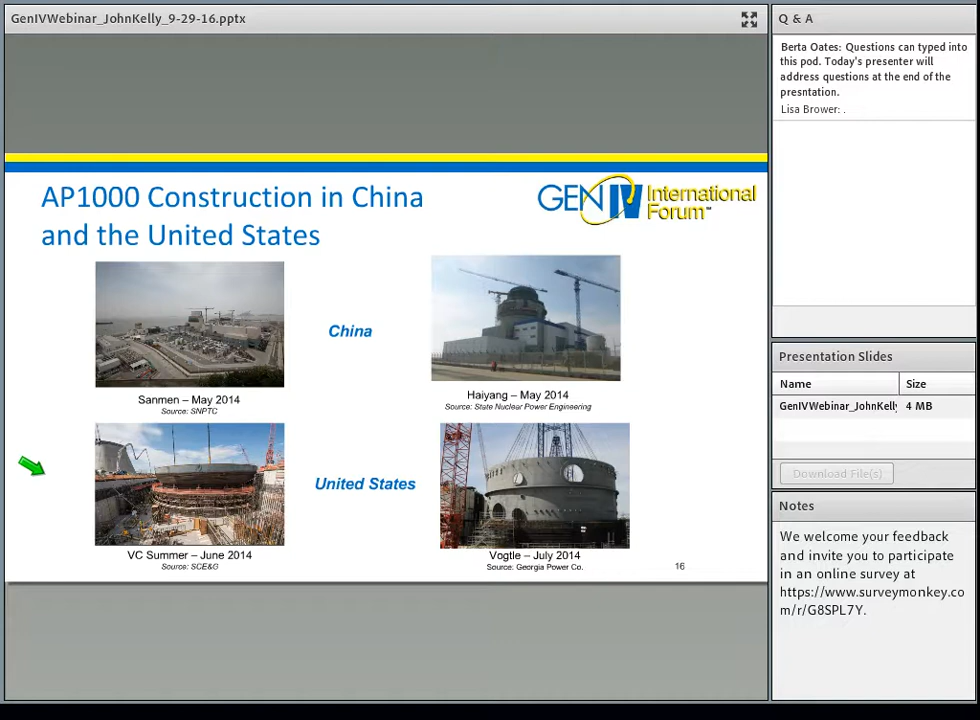 GenIVWebinar_JohnKelly_9-29-16.pptx
AP1000 Construction in China
and the United States
GEN IV International
Forum™
China
Sanmen – May 2014
Source: SNPTC
Haiyang – May 2014
Source: State Nuclear Power Engineering
United States
VC Summer – June 2014
Source: SCE&G
Vogtle – July 2014
Source: Georgia Power Co.
16
Q & A
Berta Oates: Questions can typed into
this pod. Today's presenter will
address questions at the end of the
presntation.
Lisa Brower: .
Presentation Slides
Name Size
GenIVWebinar_JohnKelly 4 MB
Download File(s)
Notes
We welcome your feedback
and invite you to participate
in an online survey at
https://www.surveymonkey.co
m/r/G8SPL7Y.